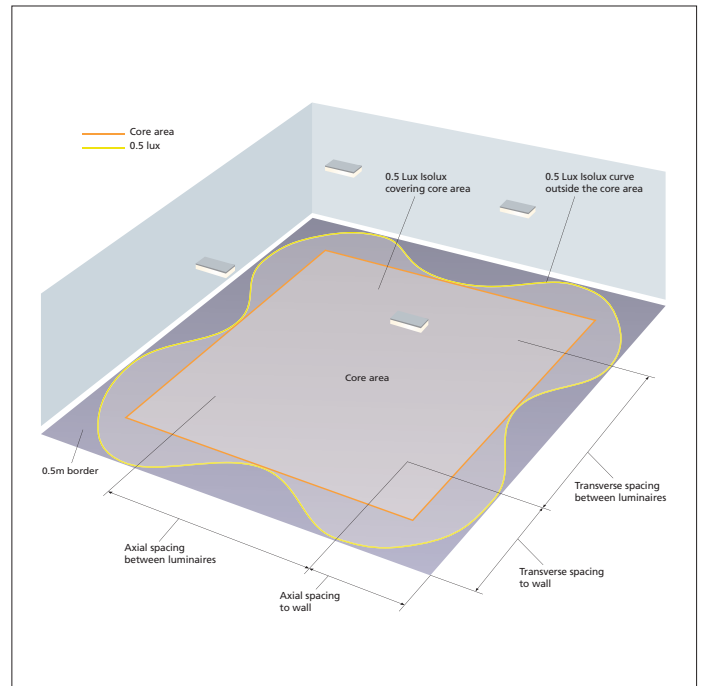 Core area
0.5 lux
0.5 Lux Isolux
covering core area
0.5 Lux Isolux curve
outside the core area
Core area
0.5m border
Axial spacing
between luminaires
Axial spacing
to wall
Transverse spacing
to wall
Transverse spacing
between luminaires